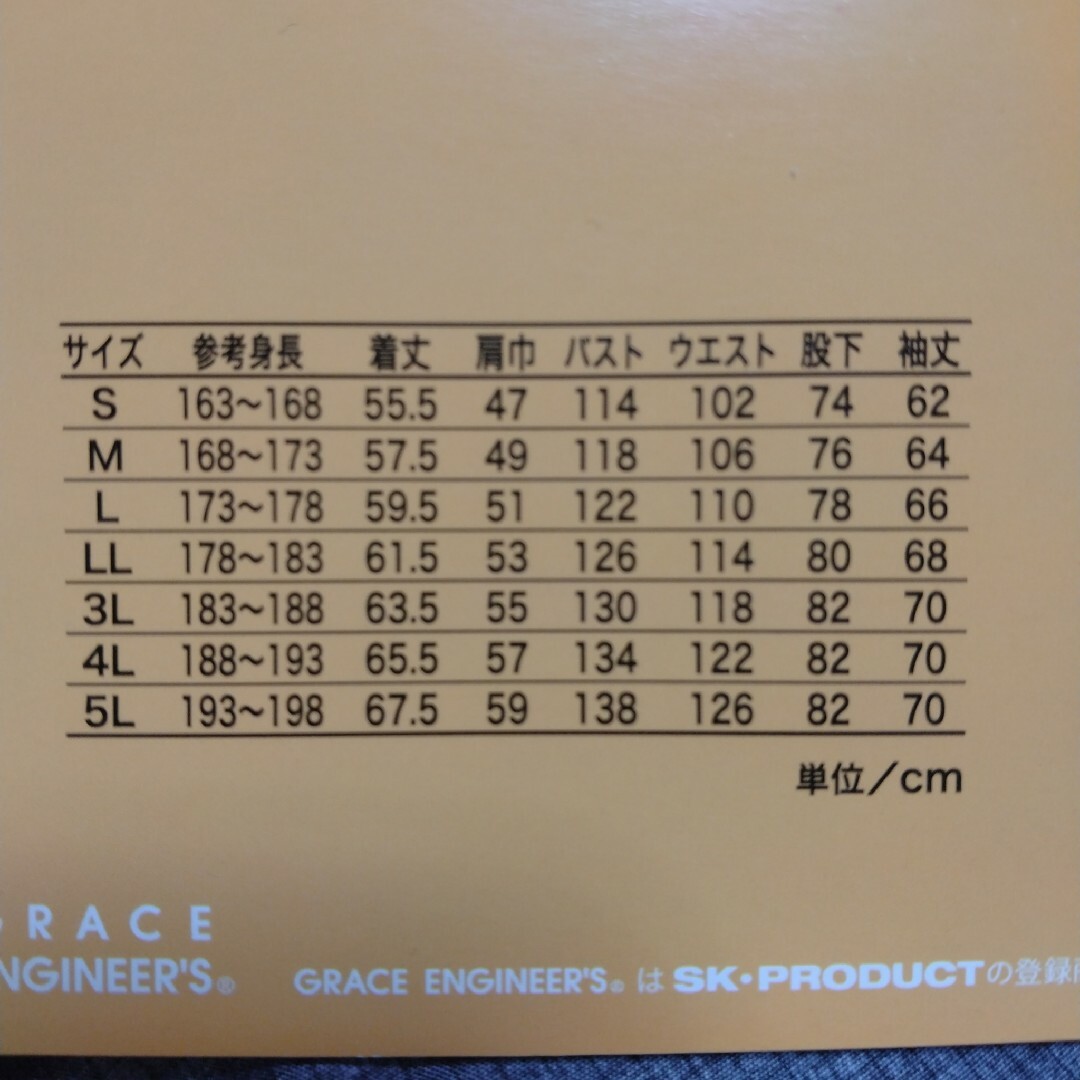 サイズ 参考身長 着丈 肩巾 バスト ウエスト 股下 袖丈
S 163～168 55.5 47 114 102 74 62
M 168～173 57.5 49 118 106 76 64
L 173～178 59.5 51 122 110 78 66
LL 178～183 61.5 53 126 114 80 68
3L 183～188 63.5 55 130 118 82 70
4L 188～193 65.5 57 134 122 82 70
5L 193～198 67.5 59 138 126 82 70
単位／cm
GRACE
ENGINEER'S®
GRACE ENGINEER'S® は SK・PRODUCTの登録商